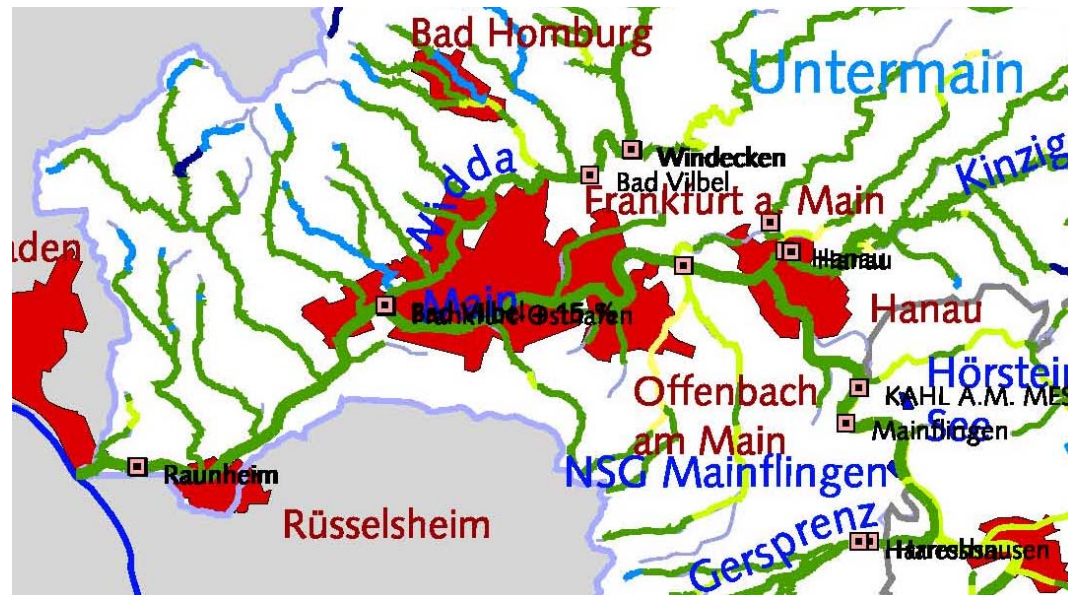 Bad Homburg
Untermain
Windecken
Kinzig
Bad Vilbel
Nidda
Frankfurt a. Main
aden
Hanau
Main
Hanau
Offenbach
am Main
Hörstein
See
KAHL A.M. MES
Mainflingen
NSG Mainflingen
Raunheim
Rüsselsheim
Gersprenz